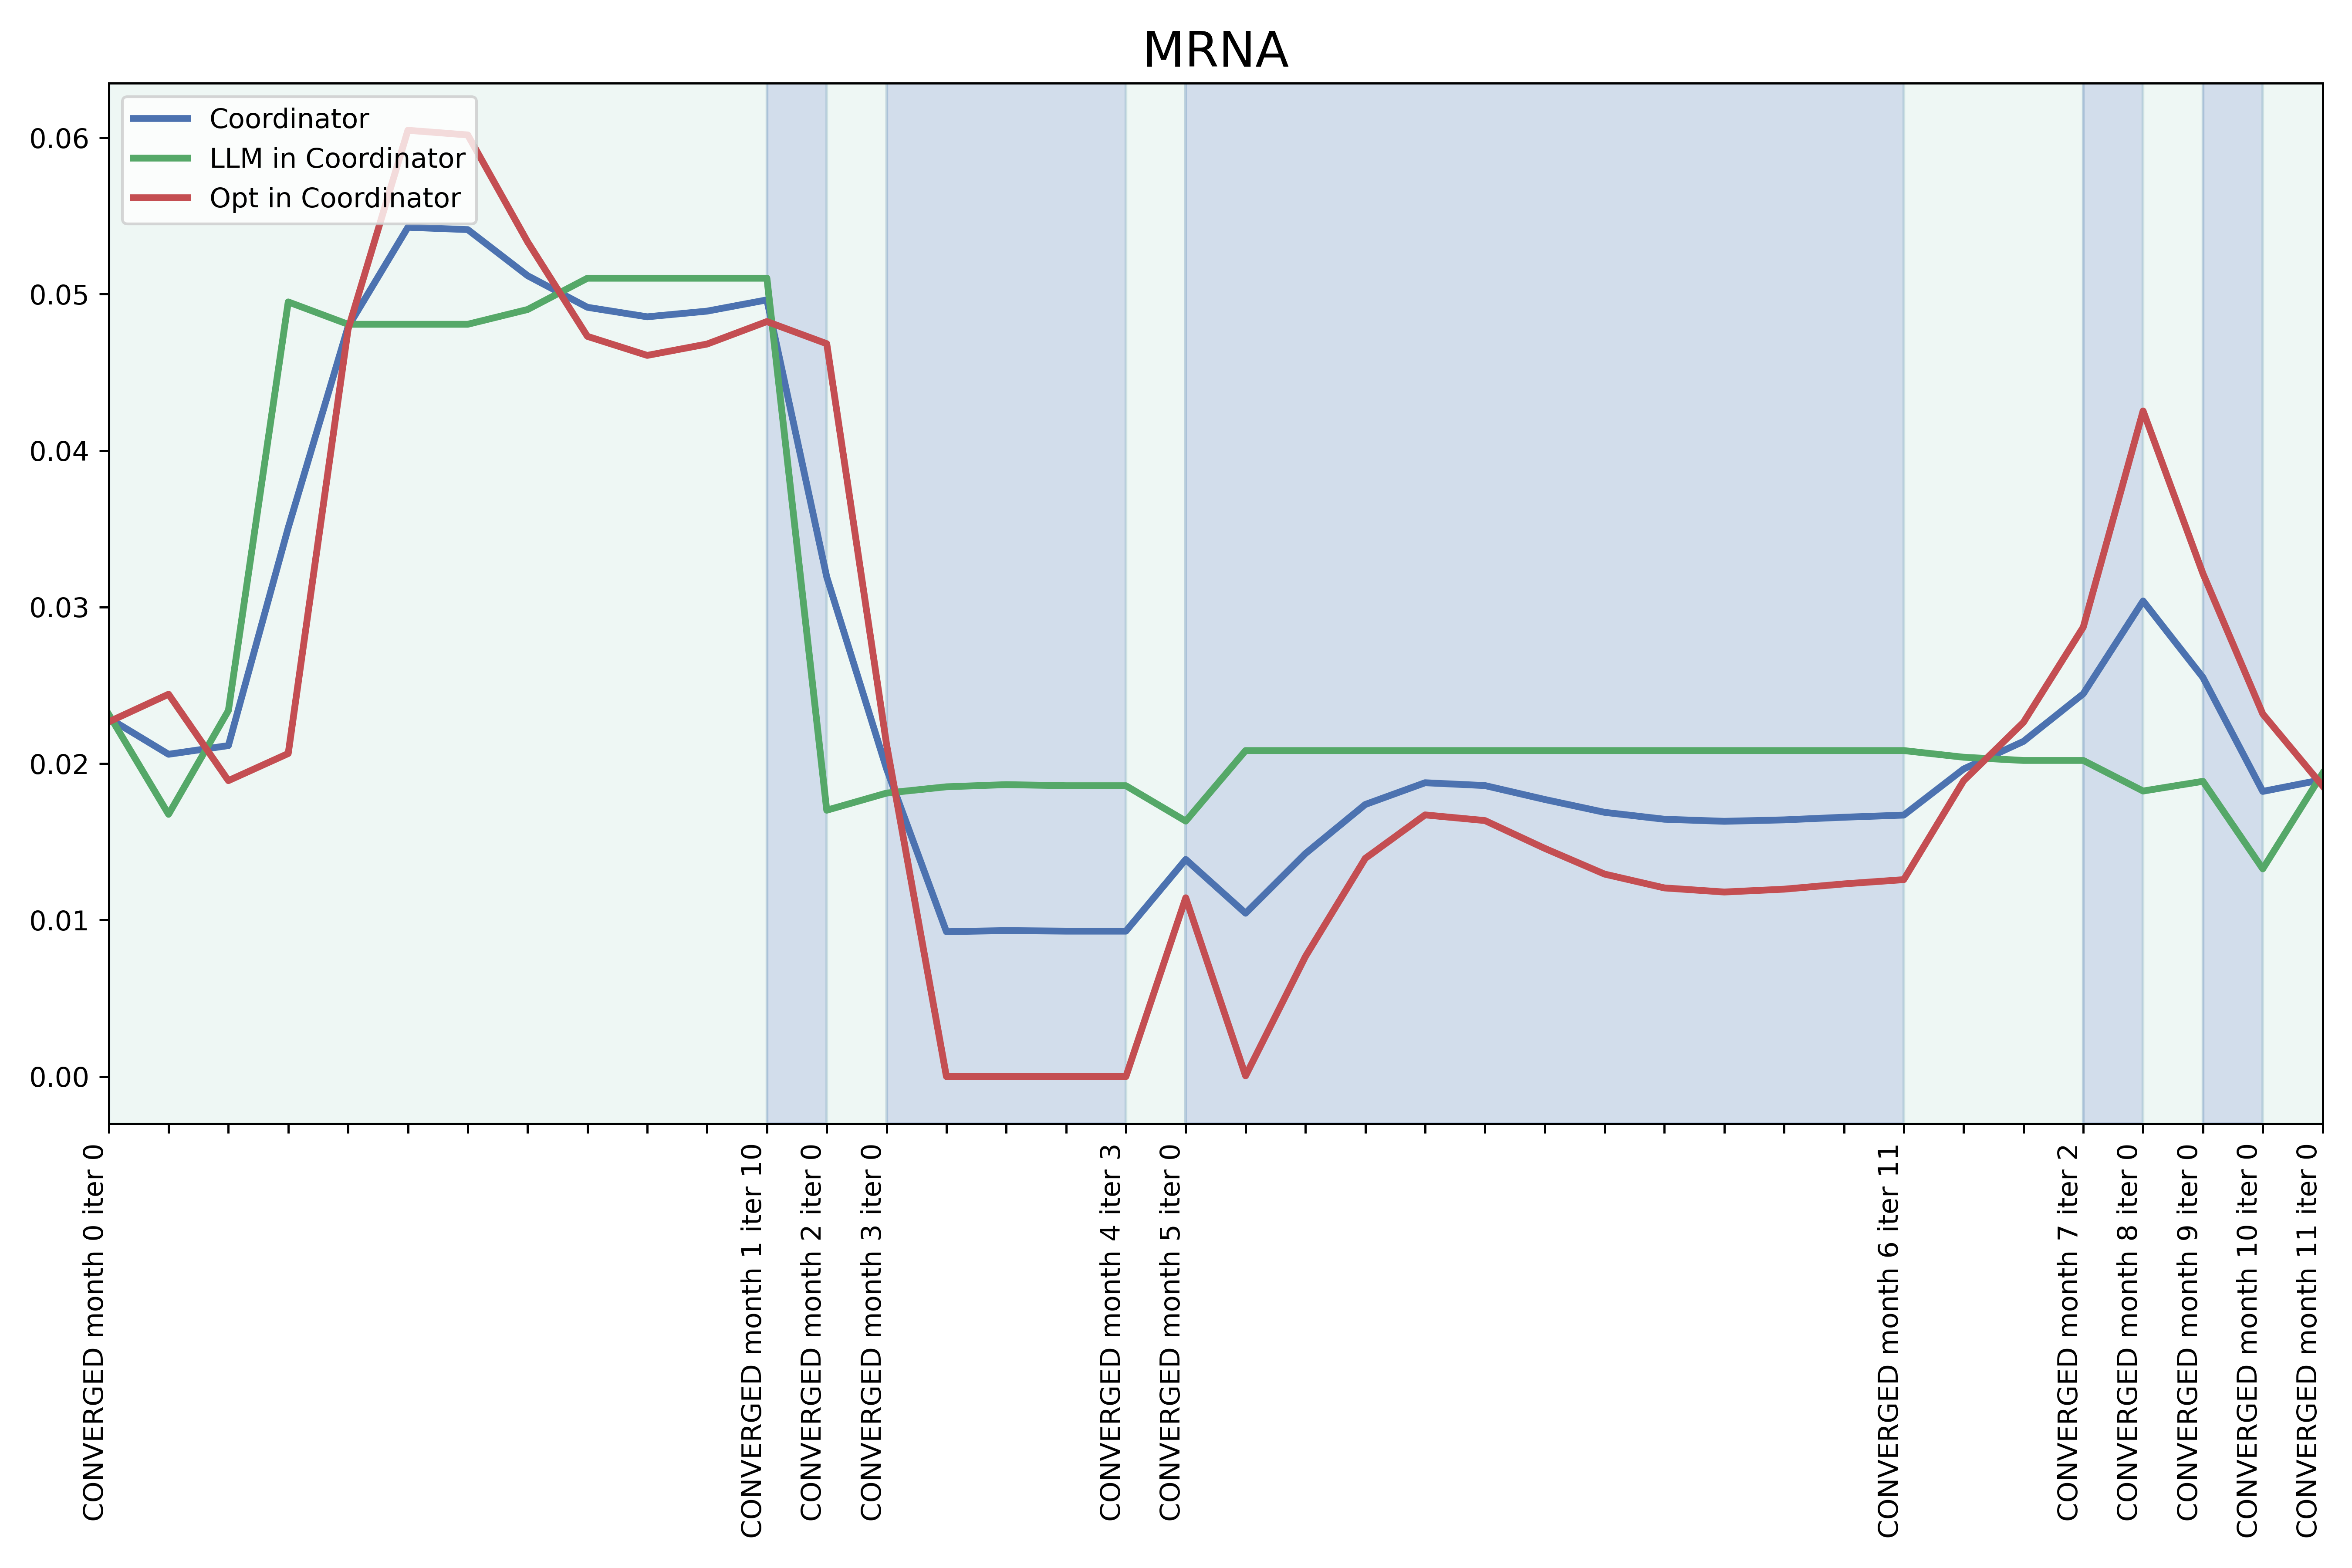 MRNA
Coordinator
LLM in Coordinator
Opt in Coordinator
0.06
0.05
0.04
0.03
0.02
0.01
0.00
CONVERGED month 0 iter 0
CONVERGED month 1 iter 10
CONVERGED month 2 iter 0
CONVERGED month 3 iter 0
CONVERGED month 4 iter 3
CONVERGED month 5 iter 0
CONVERGED month 6 iter 11
CONVERGED month 7 iter 2
CONVERGED month 8 iter 0
CONVERGED month 9 iter 0
CONVERGED month 10 iter 0
CONVERGED month 11 iter 0